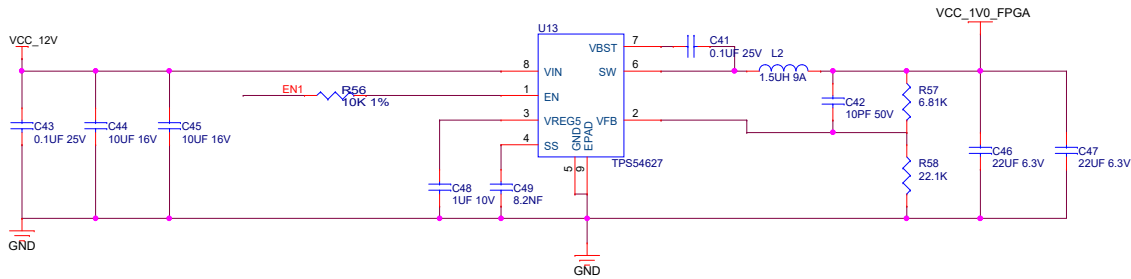 VCC_1V0_FPGA
U13
VCC_12V
7
VBST
C41
0.1UF 25V
L2
1.5UH 9A
8
VIN
SW
6
EN1
R56
10K 1%
1
EN
R57
6.81K
C42
10PF 50V
3
VREG5
VFB
2
C43
0.1UF 25V
C44
10UF 16V
C45
10UF 16V
4
SS
GND
EPAD
5
9
TPS54627
R58
22.1K
C46
22UF 6.3V
C47
22UF 6.3V
C48
1UF 10V
C49
8.2NF
GND
GND